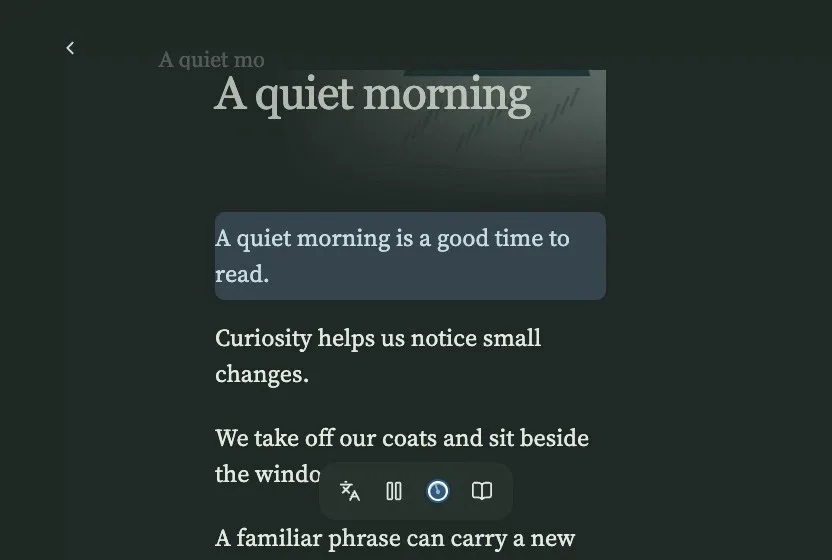 A quiet mo
A quiet morning
A quiet morning is a good time to
read.
Curiosity helps us notice small
changes.
We take off our coats and sit beside
the windo
A familiar phrase can carry a new